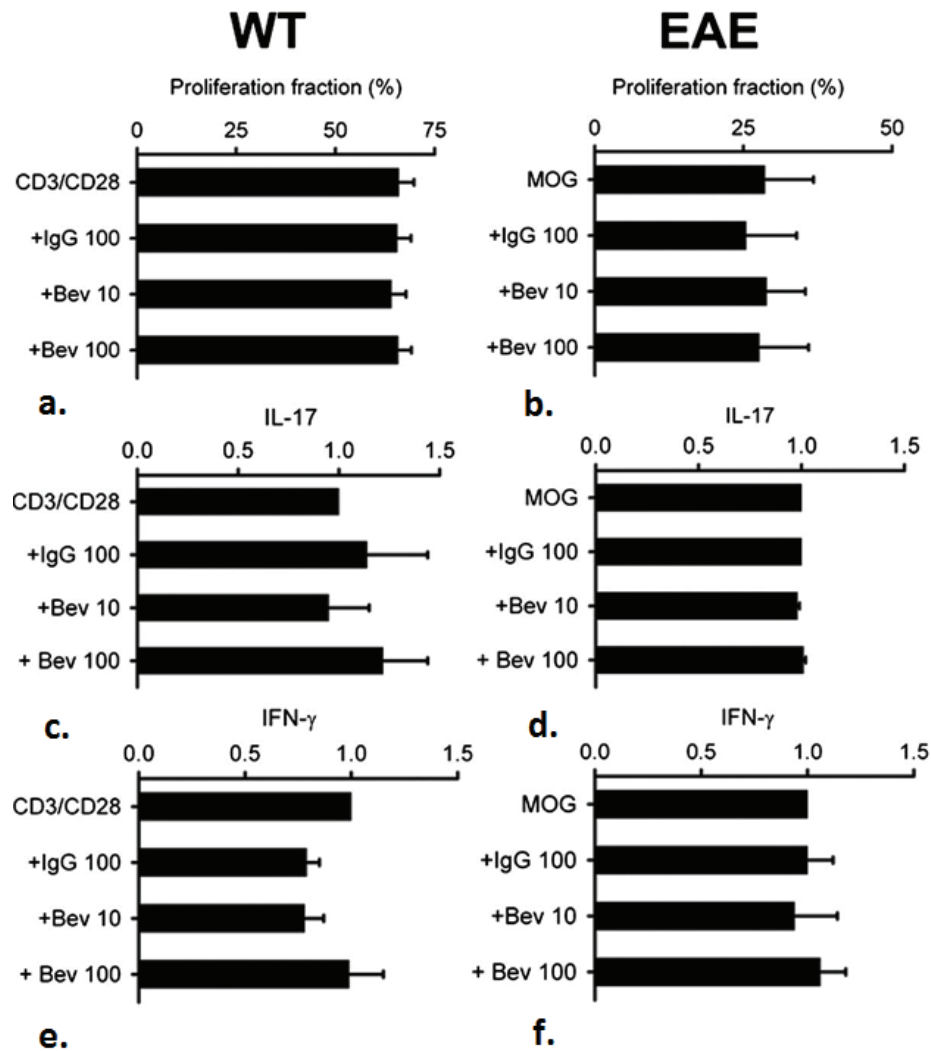 WT
EAE
Proliferation fraction (%)
0 25 50 75
CD3/CD28
+IgG 100
+Bev 10
+Bev 100
a.
Proliferation fraction (%)
0 25 50
MOG
+IgG 100
+Bev 10
+Bev 100
b.
IL-17
0.0 0.5 1.0 1.5
CD3/CD28
+IgG 100
+Bev 10
+ Bev 100
c.
IL-17
0.0 0.5 1.0 1.5
MOG
+IgG 100
+Bev 10
+ Bev 100
d.
IFN-γ
0.0 0.5 1.0 1.5
CD3/CD28
+IgG 100
+Bev 10
+ Bev 100
e.
IFN-γ
0.0 0.5 1.0 1.5
MOG
+IgG 100
+Bev 10
+ Bev 100
f.